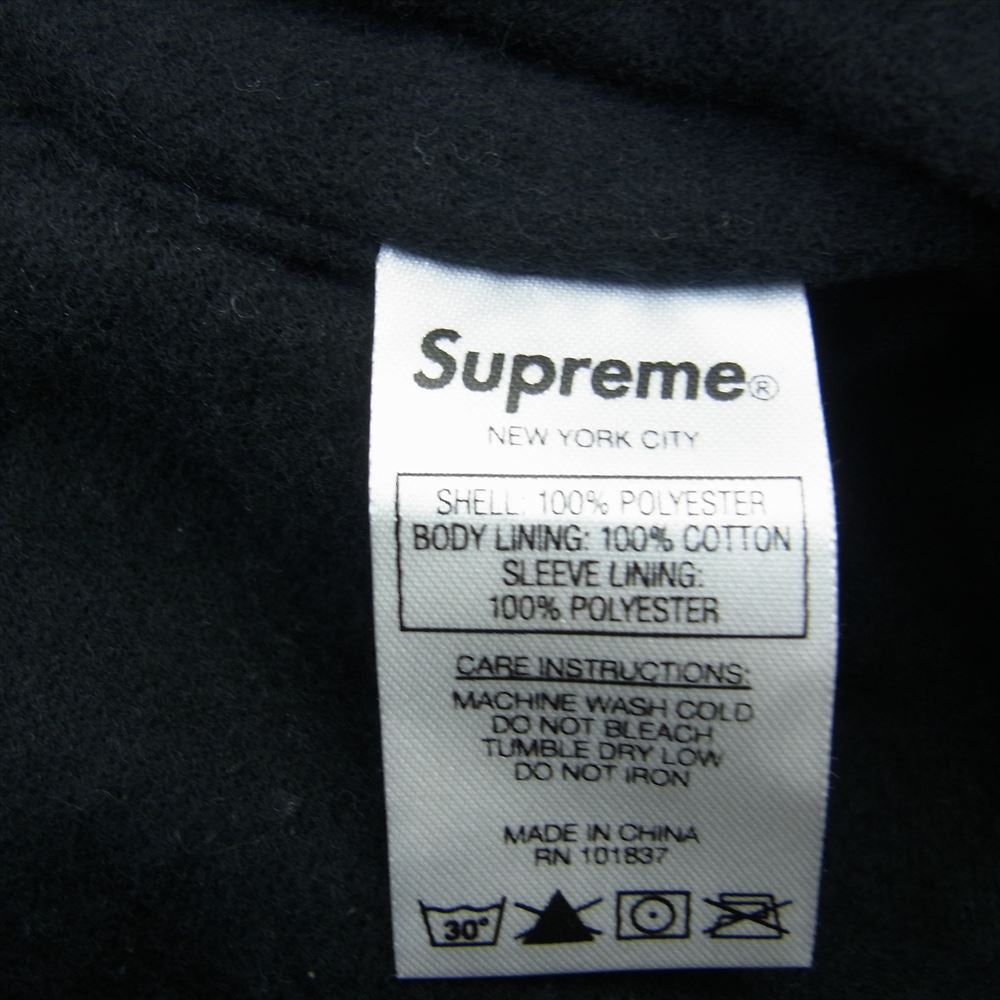 Supreme®
NEW YORK CITY
SHELL: 100% POLYESTER
BODY LINING: 100% COTTON
SLEEVE LINING:
100% POLYESTER
CARE INSTRUCTIONS:
MACHINE WASH COLD
DO NOT BLEACH
TUMBLE DRY LOW
DO NOT IRON
MADE IN CHINA
RN 101837
30°